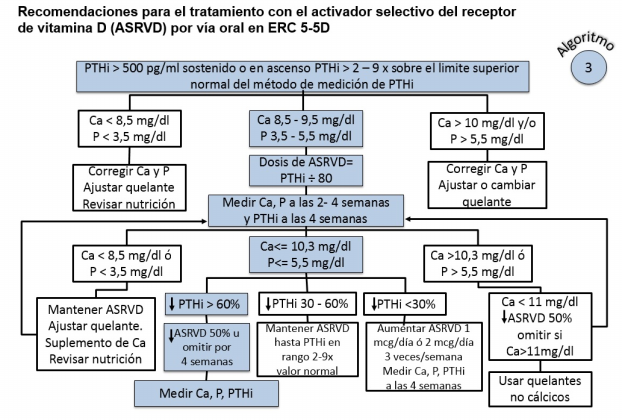 Recomendaciones para el tratamiento con el activador selectivo del receptor
de vitamina D (ASRVD) por vía oral en ERC 5-5D
Algoritmo
3
PTHi > 500 pg/ml sostenido o en ascenso PTHi > 2 – 9 x sobre el limite superior
normal del método de medición de PTHi
Ca < 8,5 mg/dl
P < 3,5 mg/dl
Ca 8,5 - 9,5 mg/dl
P 3,5 - 5,5 mg/dl
Ca > 10 mg/dl y/o
P > 5,5 mg/dl
Corregir Ca y P
Ajustar quelante
Revisar nutrición
Dosis de ASRVD=
PTHi ÷ 80
Corregir Ca y P
Ajustar o cambiar
quelante
Medir Ca, P a las 2- 4 semanas
y PTHi a las 4 semanas
Ca < 8,5 mg/dl ó
P < 3,5 mg/dl
Ca<= 10,3 mg/dl
P<= 5,5 mg/dl
Ca >10,3 mg/dl ó
P > 5,5 mg/dl
Mantener ASRVD
Ajustar quelante.
Suplemento de Ca
Revisar nutrición
↓PTHi > 60%
↓PTHi 30 - 60%
↓PTHi <30%
Ca < 11 mg/dl
↓ASRVD 50%
omitir si
Ca>11mg/dl
↓ASRVD 50% u
omitir por
4 semanas
Mantener ASRVD
hasta PTHi en
rango 2-9x
valor normal
Aumentar ASRVD 1
mcg/día ó 2 mcg/día
3 veces/semana
Medir Ca, P, PTHi
a las 4 semanas
Medir Ca, P, PTHi
Usar quelantes
no cálcicos